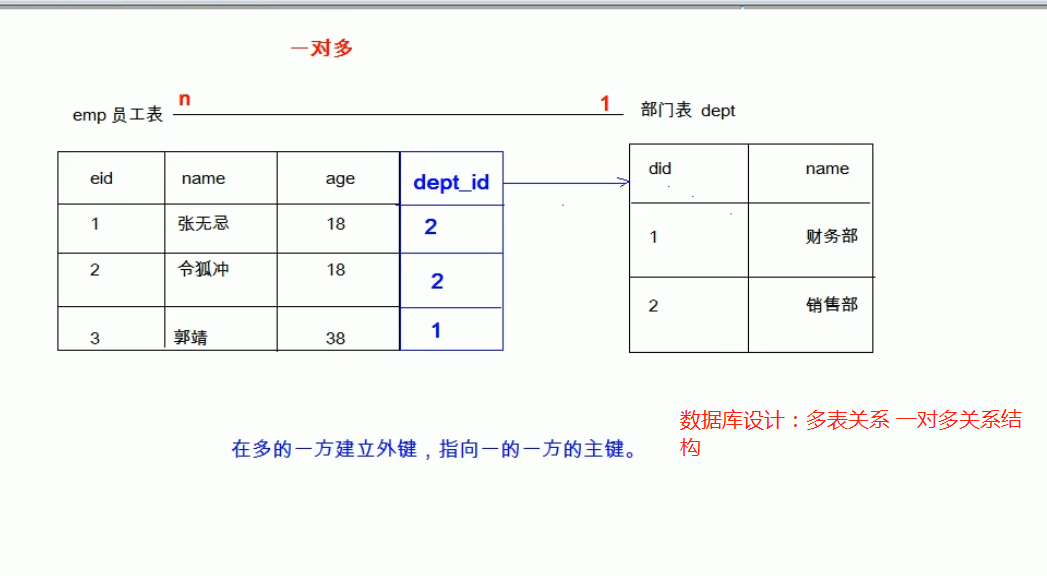 一对多
emp 员工表 n 1 部门表 dept
eid name age dept_id
1 张无忌 18 2
2 令狐冲 18 2
3 郭靖 38 1
did name
1 财务部
2 销售部
在多的一方建立外键，指向一的一方的主键。
数据库设计：多表关系 一对多关系结
构